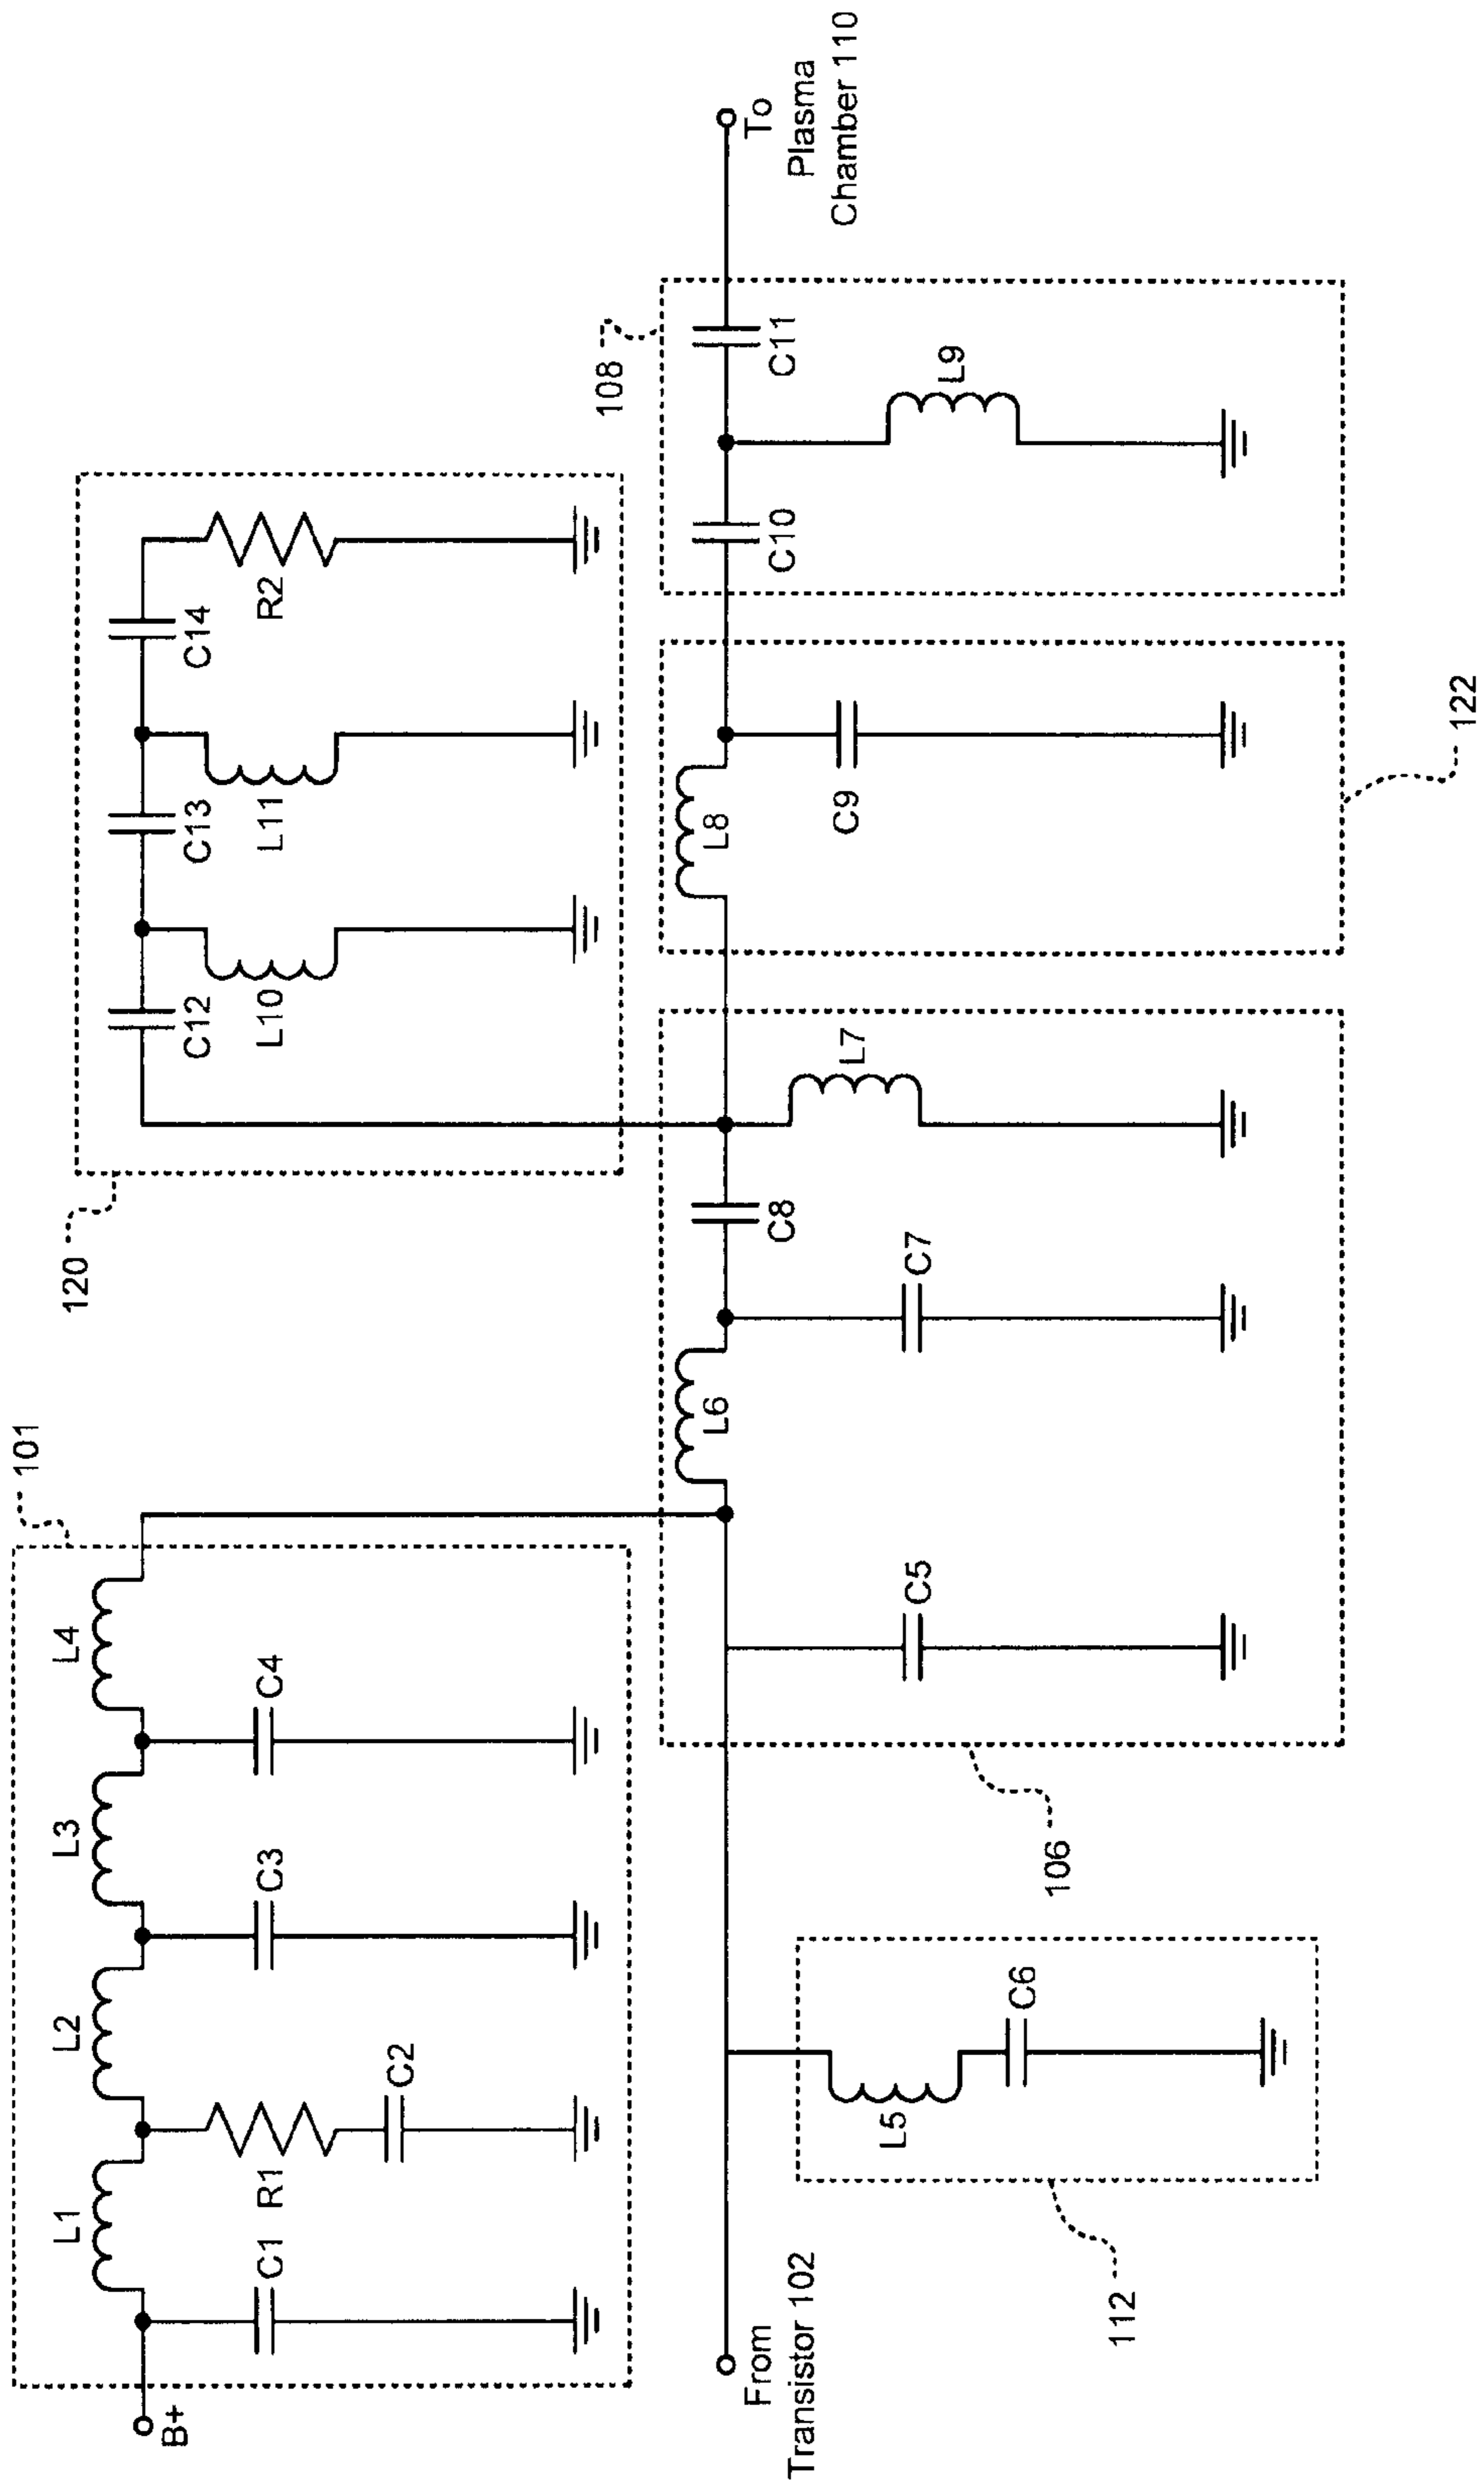 101
120
B+
L1
L2
L3
L4
C1
R1
C2
C3
C4
C12
C13
C14
L10
L11
R2
108
From
Transistor 102
L6
C8
L8
C10
C11
To
Plasma
Chamber 110
L5
C6
C5
C7
L7
C9
L9
112
106
122